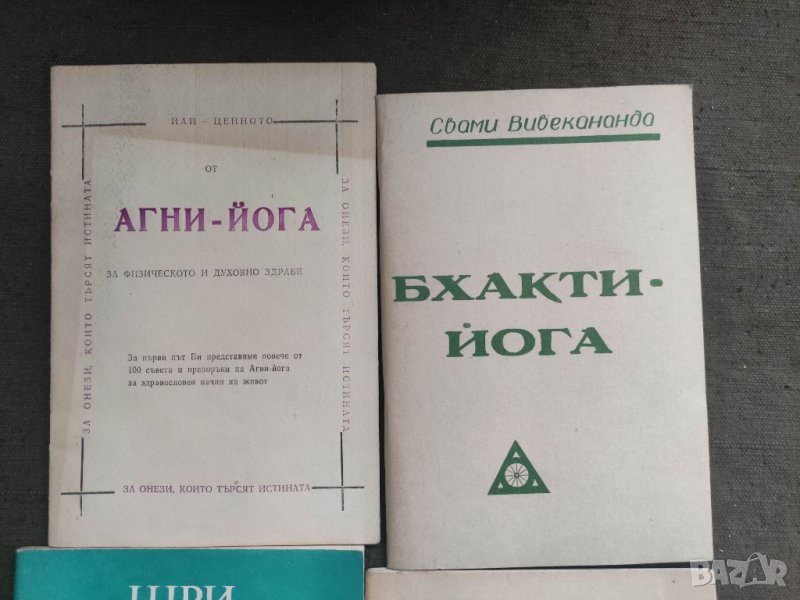 НАЙ - ЦЕННОТО
ОТ
АГНИ-ЙОГА
ЗА ФИЗИЧЕСКОТО И ДУХОВНО ЗДРАВЕ
За първи път Ви представяме повече от
100 съвета и препоръки на Агни-йога
за здравословен начин на живот
ЗА ОНЕЗИ, КОИТО ТЪРСЯТ ИСТИНАТА
ЗА ОНЕЗИ, КОИТО ТЪРСЯТ ИСТИНАТА
ЗА ОНЕЗИ, КОИТО ТЪРСЯТ ИСТИНАТА
Свами Вивекананда
БХАКТИ-
ЙОГА
ШРИ
BAZAR